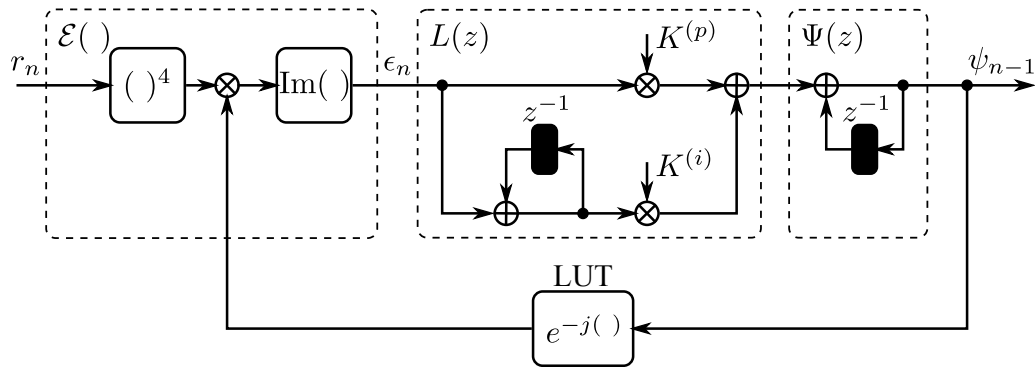 ℰ( )
L(z)
K^{(p)}
Ψ(z)
r_n
( )^4
Im( )
ϵ_n
ψ_{n−1}
z^{−1}
z^{−1}
K^{(i)}
LUT
e^{−j( )}